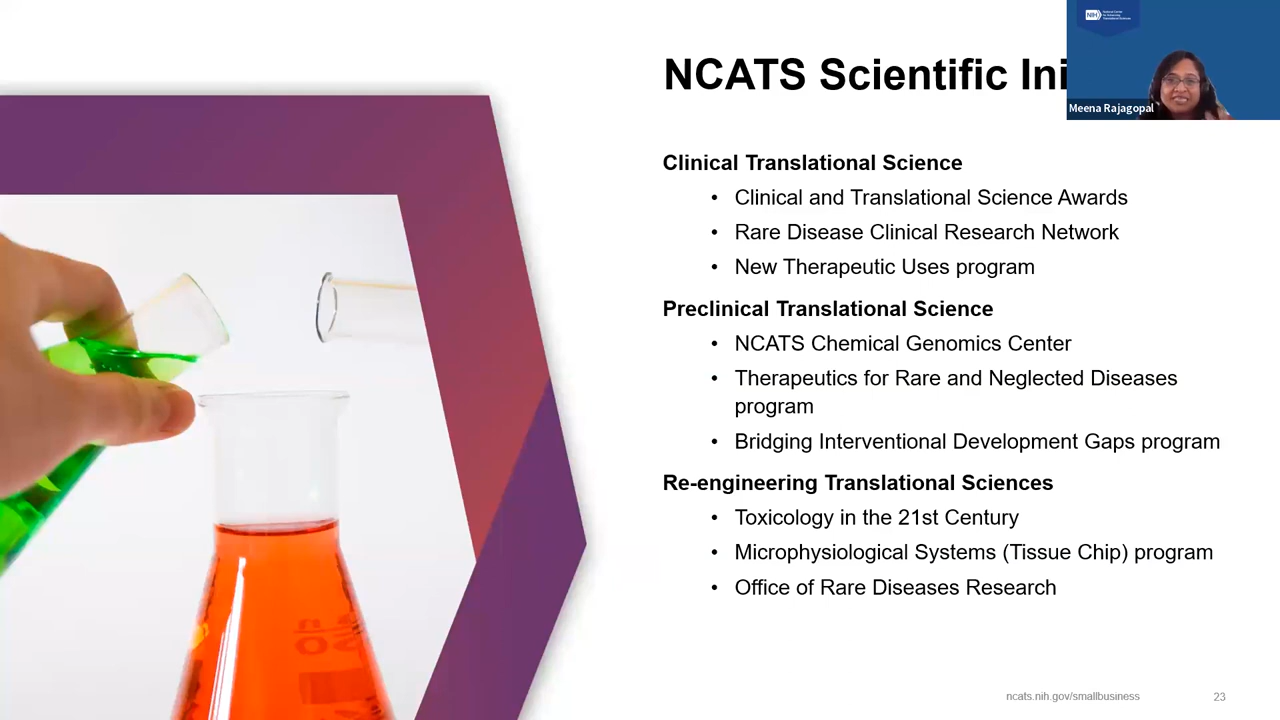 NCATS Scientific Ini
NIH
Meena Rajagopal
Clinical Translational Science
• Clinical and Translational Science Awards
• Rare Disease Clinical Research Network
• New Therapeutic Uses program
Preclinical Translational Science
• NCATS Chemical Genomics Center
• Therapeutics for Rare and Neglected Diseases
program
• Bridging Interventional Development Gaps program
Re-engineering Translational Sciences
• Toxicology in the 21st Century
• Microphysiological Systems (Tissue Chip) program
• Office of Rare Diseases Research
ncats.nih.gov/smallbusiness
23